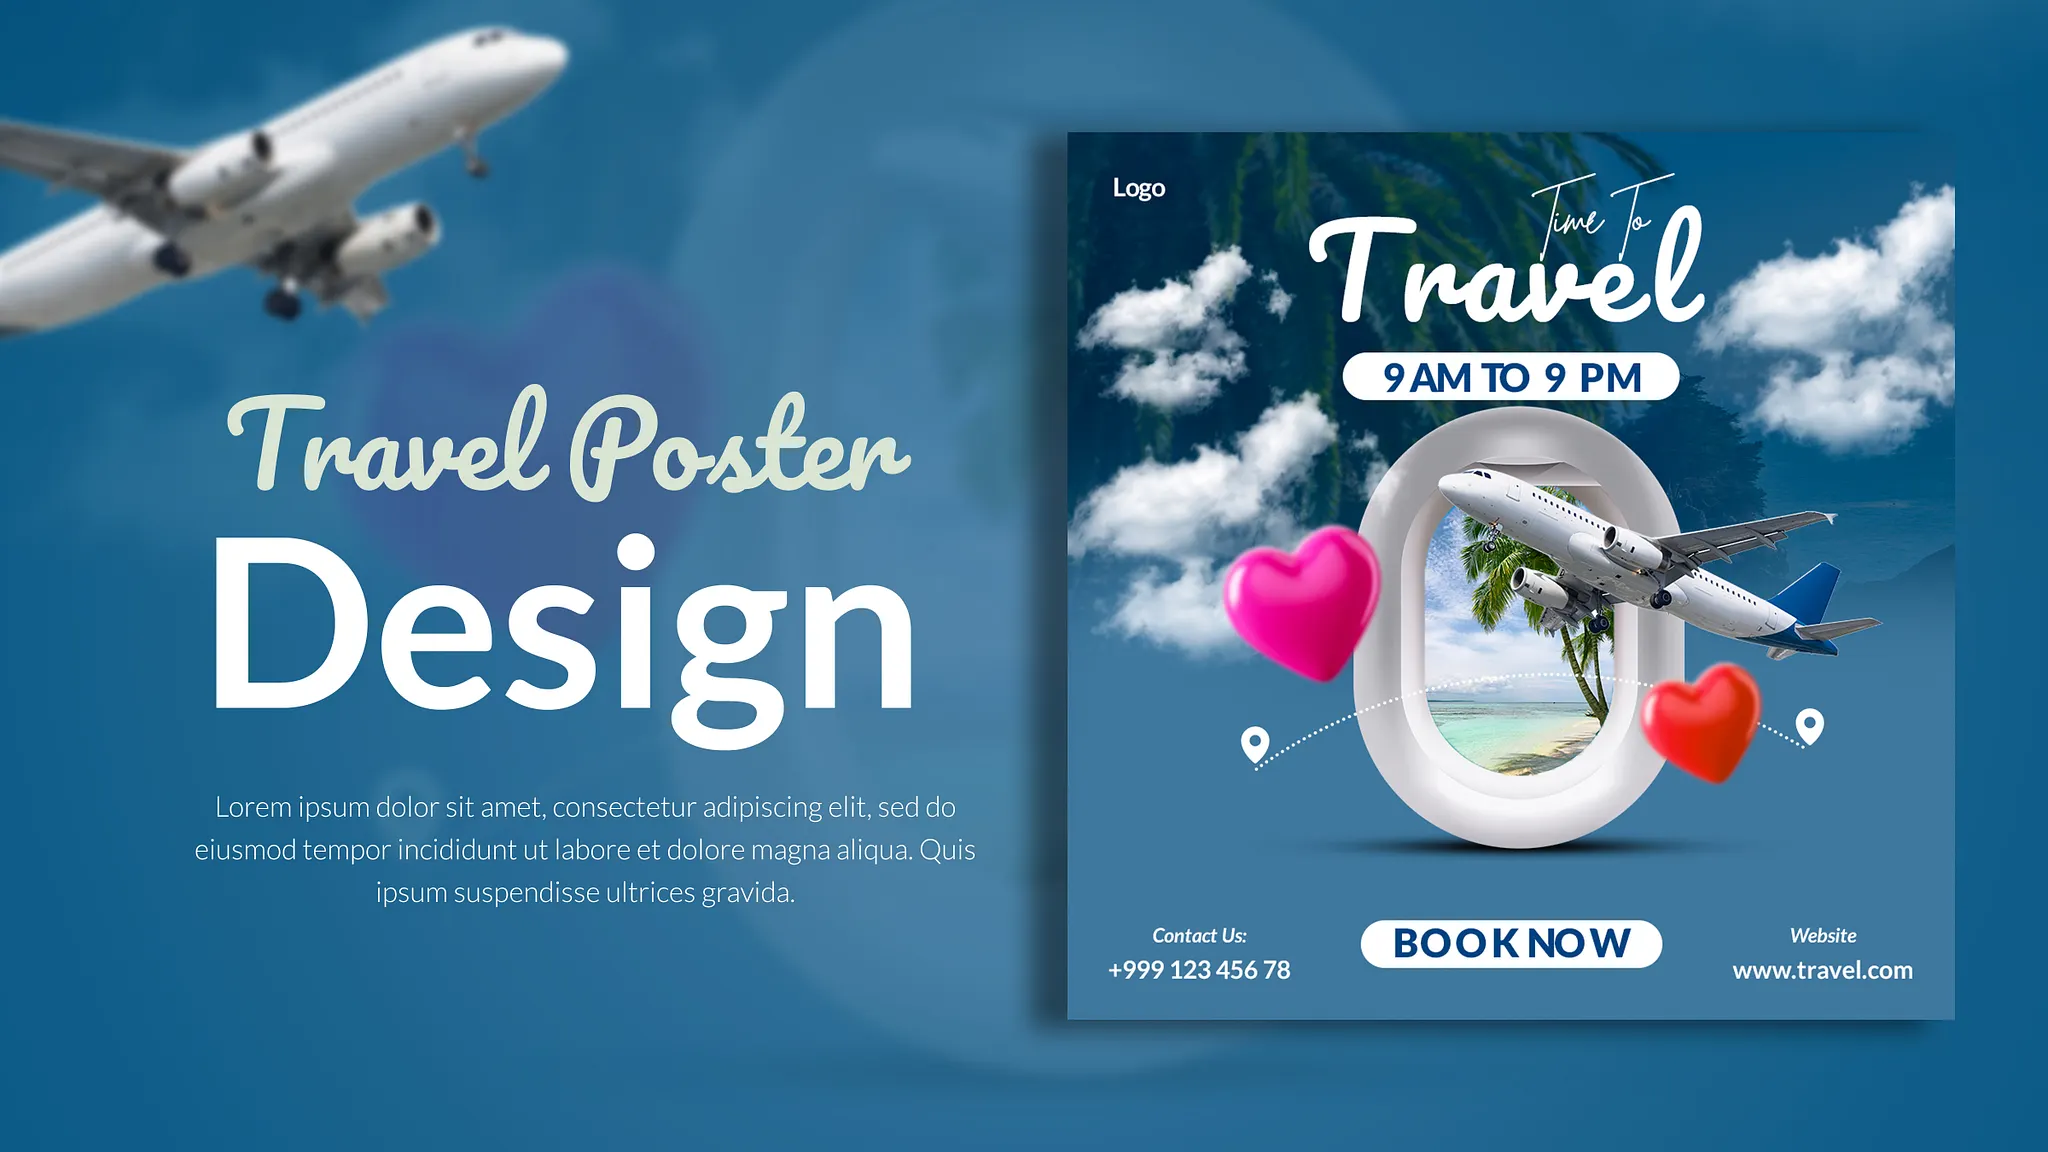 Travel Poster
Design
Lorem ipsum dolor sit amet, consectetur adipiscing elit, sed do
eiusmod tempor incididunt ut labore et dolore magna aliqua. Quis
ipsum suspendisse ultrices gravida.
Logo
Time To
Travel
9 AM TO 9 PM
Contact Us:
+999 123 456 78
BOOK NOW
Website
www.travel.com